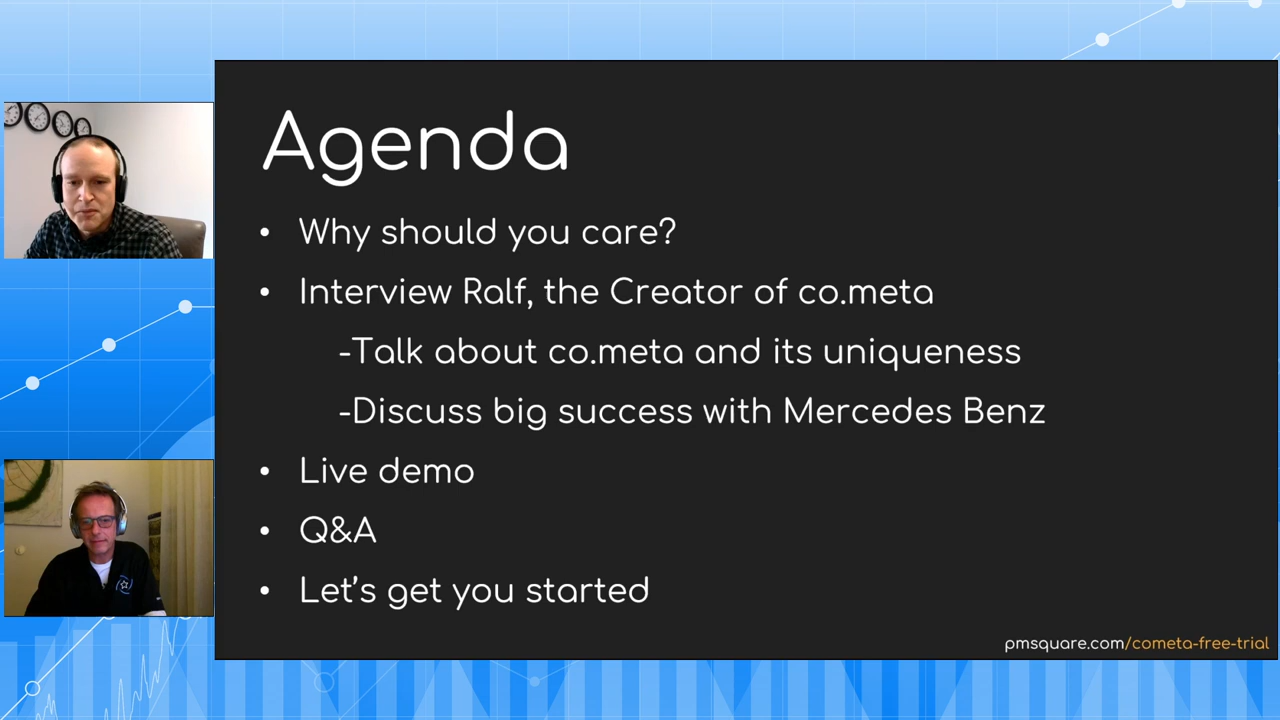 Agenda
• Why should you care?
• Interview Ralf, the Creator of co.meta
-Talk about co.meta and its uniqueness
-Discuss big success with Mercedes Benz
• Live demo
• Q&A
• Let's get you started
pmsquare.com/cometa-free-trial